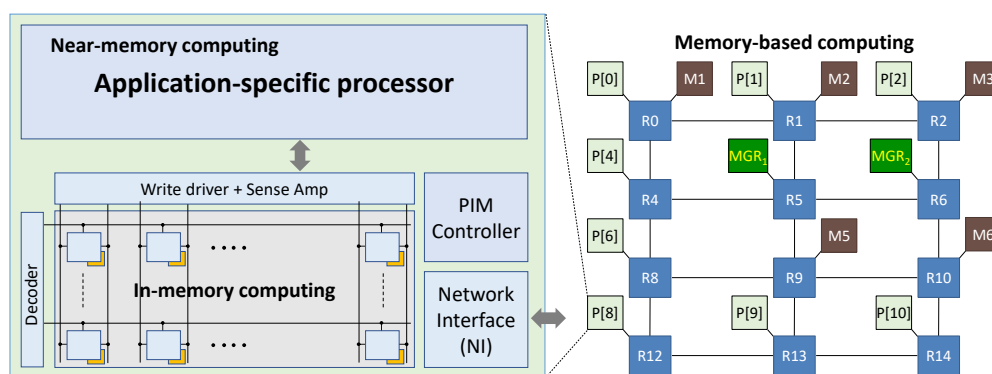 Near-memory computing
Application-specific processor
Write driver + Sense Amp
Decoder
In-memory computing
PIM
Controller
Network
Interface
(NI)
Memory-based computing
P[0] M1 P[1] M2 P[2] M3
R0 R1 R2
P[4] MGR1 MGR2
R4 R5 R6
P[6] M5 M6
R8 R9 R10
P[8] P[9] P[10]
R12 R13 R14